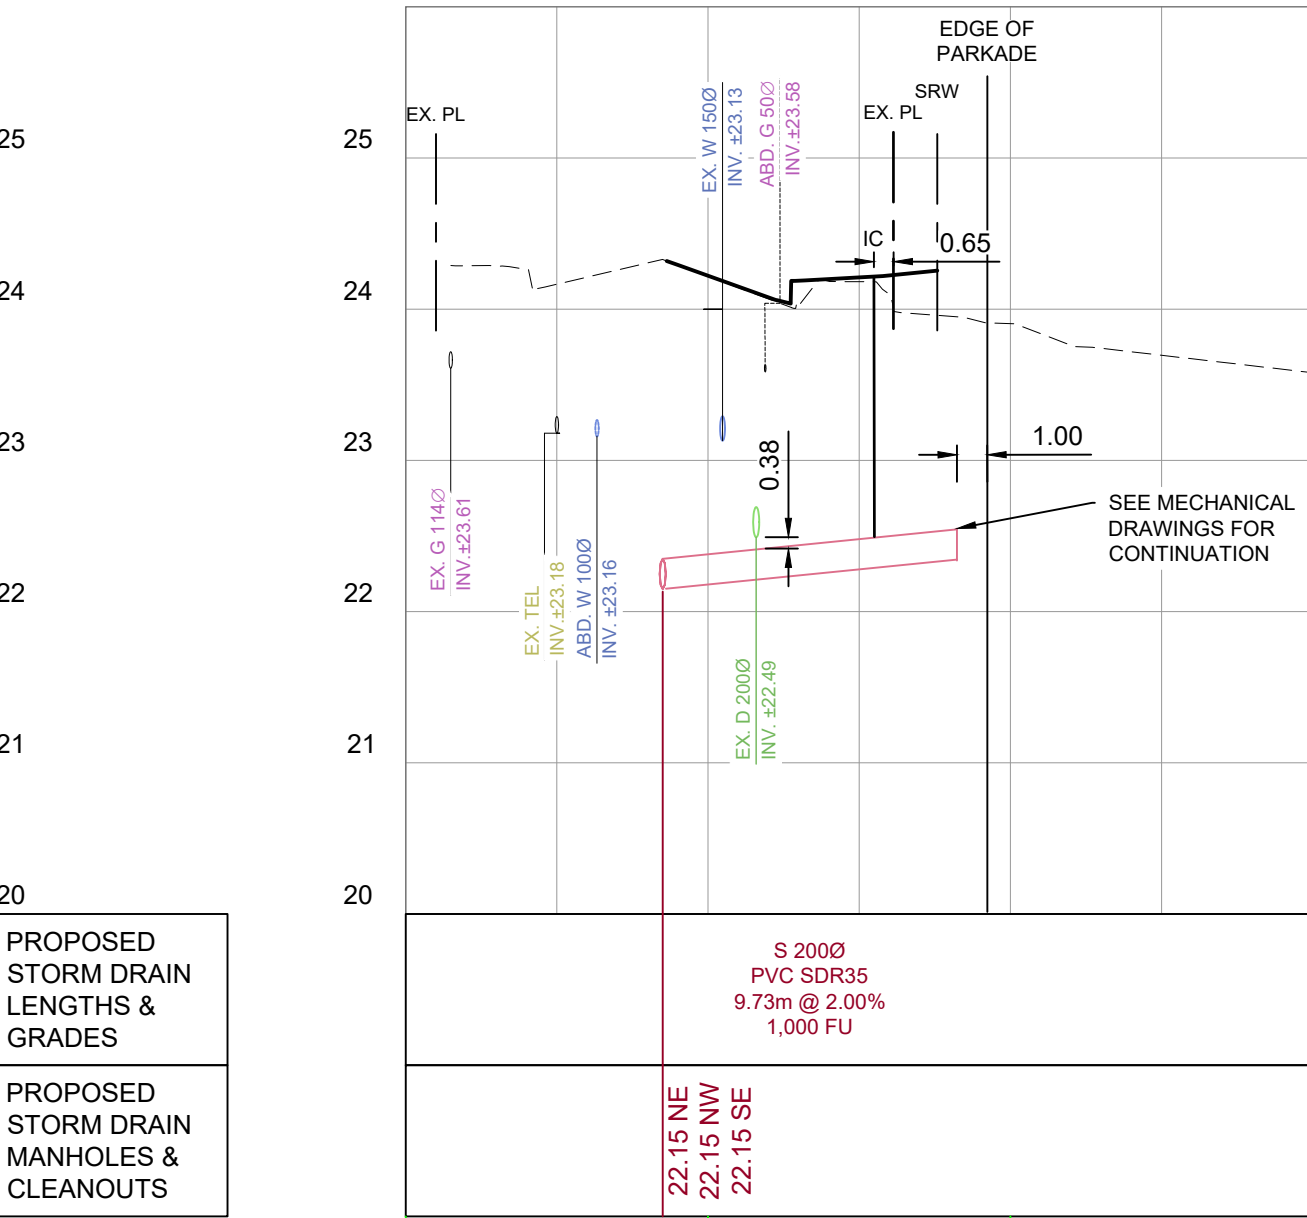 EDGE OF
PARKADE
SRW
EX. PL
EX. PL
EX. W 150Ø
INV. ±23.13
ABD. G 50Ø
INV.±23.58
25
25
IC
0.65
24
24
23
23
0.38
1.00
EX. G 114Ø
INV.±23.61
SEE MECHANICAL
DRAWINGS FOR
CONTINUATION
22
22
EX. TEL
INV.±23.18
ABD. W 100Ø
INV. ±23.16
EX. D 200Ø
INV. ±22.49
21
21
20
20
PROPOSED
STORM DRAIN
LENGTHS &
GRADES
S 200Ø
PVC SDR35
9.73m @ 2.00%
1,000 FU
PROPOSED
STORM DRAIN
MANHOLES &
CLEANOUTS
22.15 NE
22.15 NW
22.15 SE